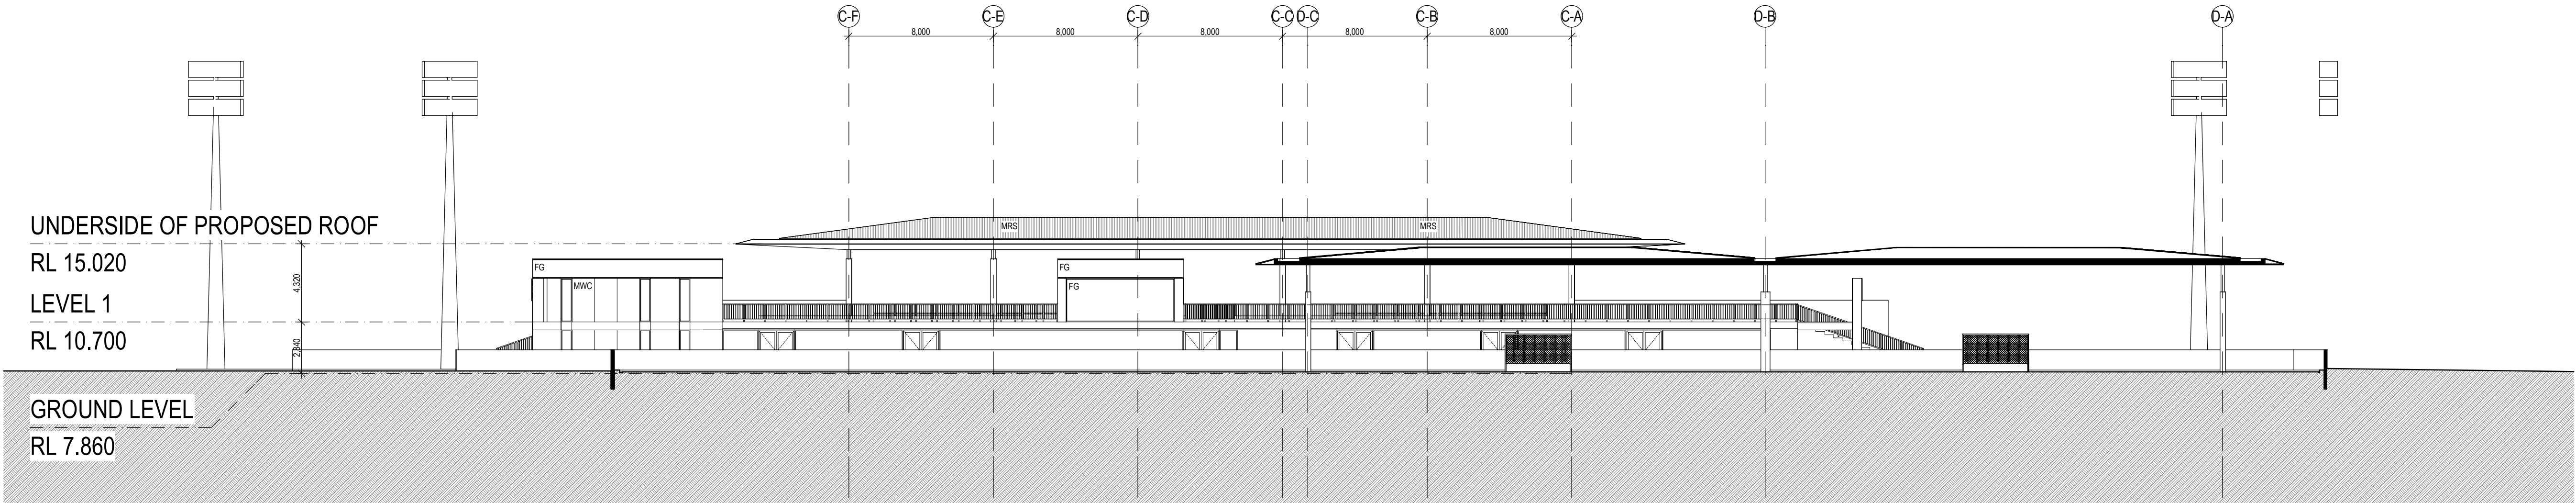 C-F
C-E
C-D
C-C
D-C
C-B
C-A
D-B
D-A
8,000
8,000
8,000
8,000
8,000
UNDERSIDE OF PROPOSED ROOF
RL 15.020
LEVEL 1
RL 10.700
GROUND LEVEL
RL 7.860
4,320
2,840
MRS
MRS
FG
MWC
FG
FG